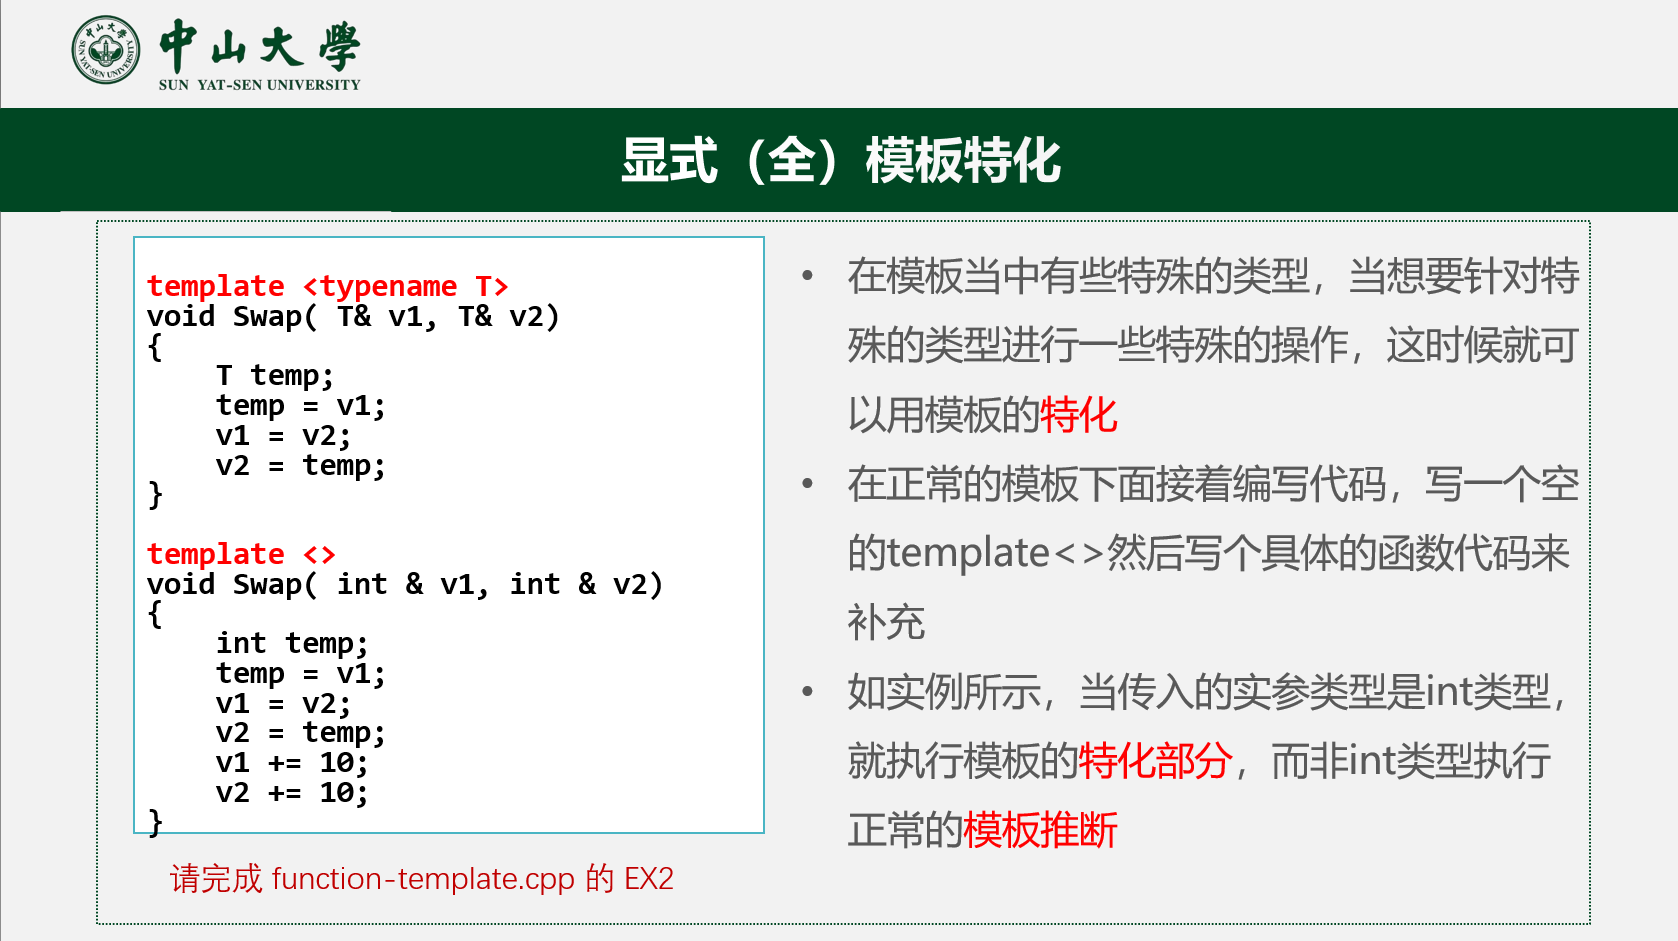 中山大學
SUN YAT-SEN UNIVERSITY
中山大學
SUN YAT-SEN UNIVERSITY
显式（全）模板特化
template <typename T>
void Swap( T& v1, T& v2)
{
    T temp;
    temp = v1;
    v1 = v2;
    v2 = temp;
}
template <>
void Swap( int & v1, int & v2)
{
    int temp;
    temp = v1;
    v1 = v2;
    v2 = temp;
    v1 += 10;
    v2 += 10;
}
请完成 function-template.cpp 的 EX2
• 在模板当中有些特殊的类型，当想要针对特
殊的类型进行一些特殊的操作，这时候就可
以用模板的特化
• 在正常的模板下面接着编写代码，写一个空
的template<>然后写个具体的函数代码来
补充
• 如实例所示，当传入的实参类型是int类型，
就执行模板的特化部分，而非int类型执行
正常的模板推断